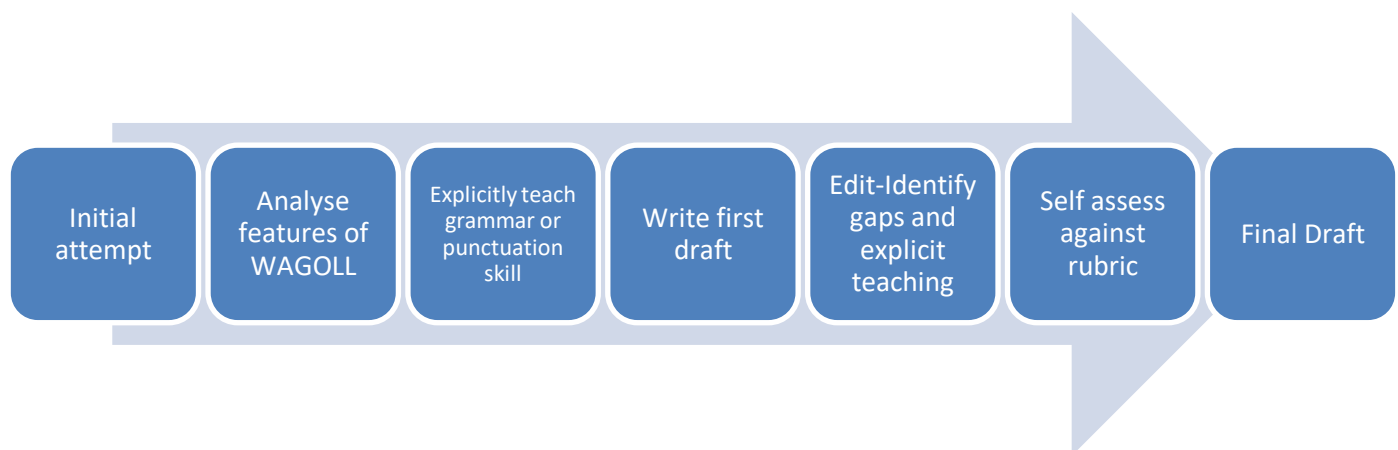 Initial
attempt
Analyse
features of
WAGOLL
Explicitly teach
grammar or
punctuation
skill
Write first
draft
Edit-Identify
gaps and
explicit
teaching
Self assess
against
rubric
Final Draft